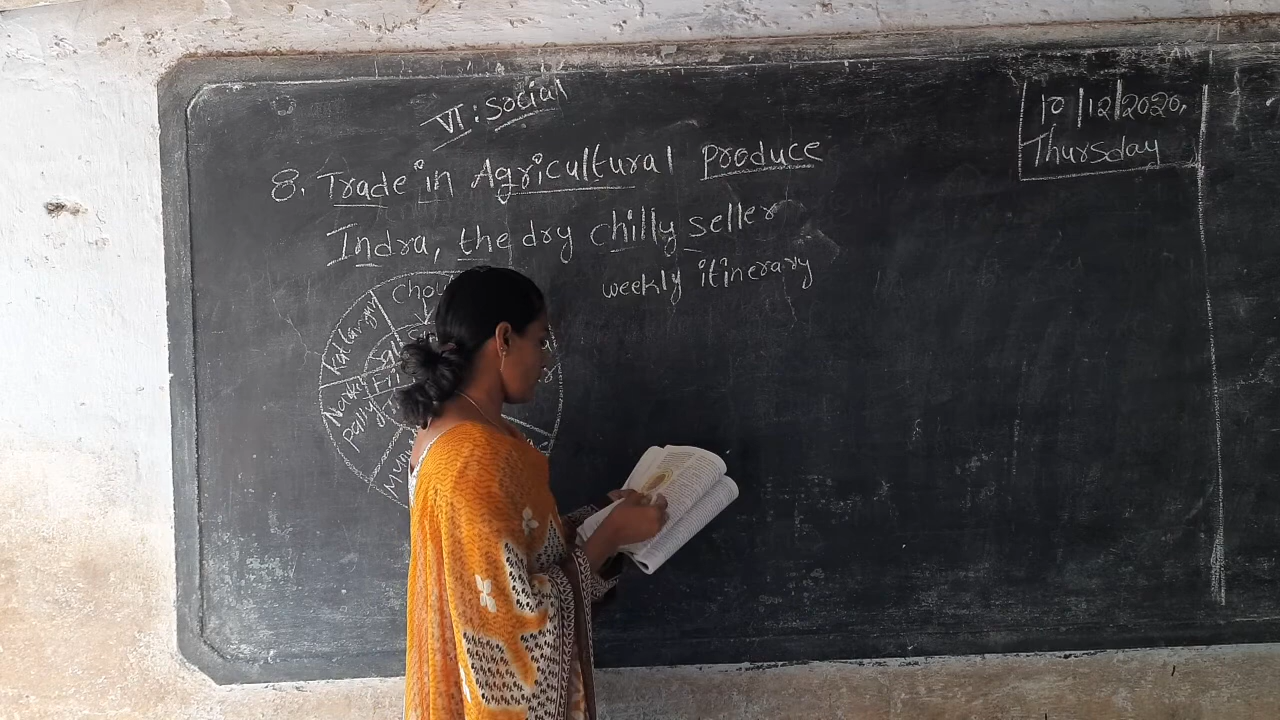 VI: Social
10/12/2020,
Thursday
8. Trade in Agricultural produce
Indra, the dry chilly seller
weekly itinerary